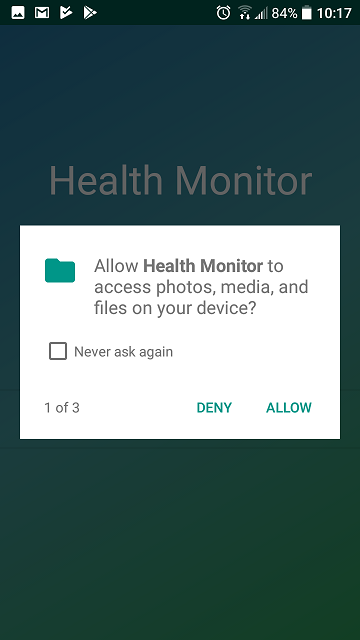 84% 10:17
Health Monitor
Allow Health Monitor to
access photos, media, and
files on your device?
Never ask again
1 of 3 DENY ALLOW